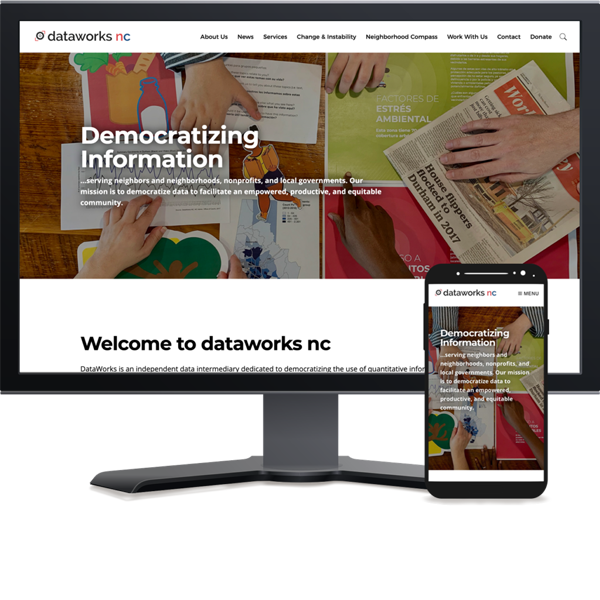 dataworks nc
About Us News Services Change & Instability Neighborhood Compass Work With Us Contact Donate
FACTORES DE
ESTRÉS
AMBIENTAL
Democratizing
Information
...serving neighbors and neighborhoods, nonprofits, and local governments. Our
mission is to democratize data to facilitate an empowered, productive, and equitable
community.
House flippers
flocked to
Durham in 2017
Welcome to dataworks nc
DataWorks is an independent data intermediary dedicated to democratizing the use of quantitative
dataworks nc
MENU
Democratizing
Information
...serving neighbors and
neighborhoods, nonprofits, and
local governments. Our mission
is to democratize data to
facilitate an empowered,
productive, and equitable
community.